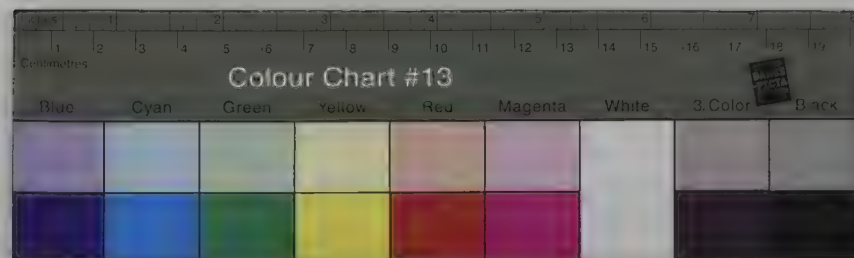 1 2 3 4 5 6 7
1 2 3 4 5 6 7 8 9 10 11 12 13 14 15 16 17 18 19
Centimetres
Colour Chart #13
Blue Cyan Green Yellow Red Magenta White 3.Color Black